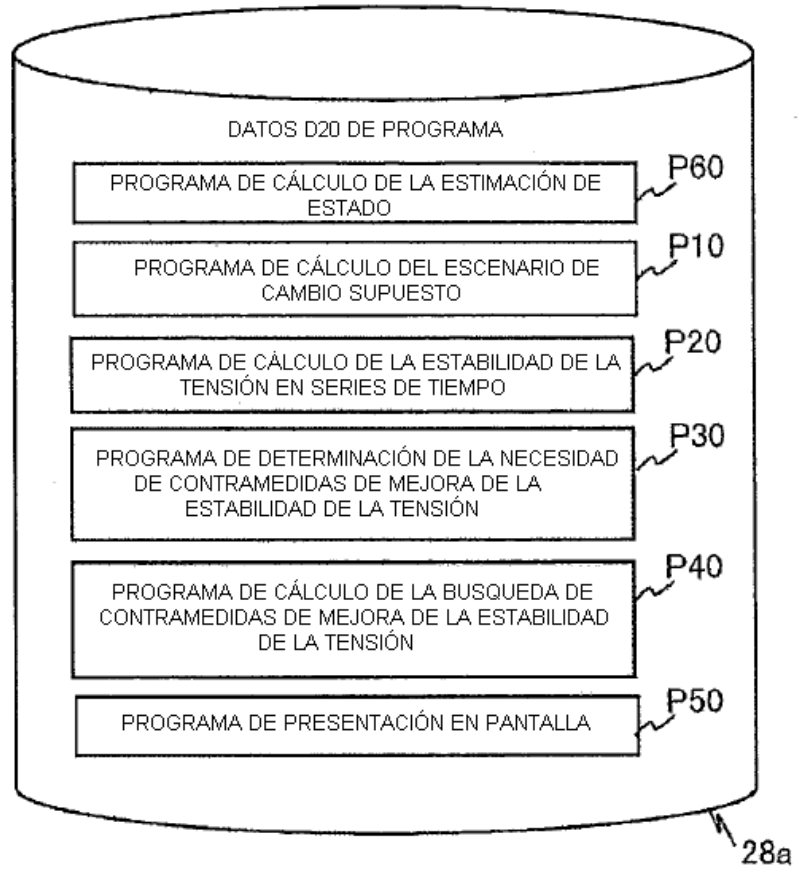 DATOS D20 DE PROGRAMA
P60
PROGRAMA DE CÁLCULO DE LA ESTIMACIÓN DE
ESTADO
P10
PROGRAMA DE CÁLCULO DEL ESCENARIO DE
CAMBIO SUPUESTO
P20
PROGRAMA DE CÁLCULO DE LA ESTABILIDAD DE LA
TENSIÓN EN SERIES DE TIEMPO
P30
PROGRAMA DE DETERMINACIÓN DE LA NECESIDAD
DE CONTRAMEDIDAS DE MEJORA DE LA
ESTABILIDAD DE LA TENSIÓN
P40
PROGRAMA DE CÁLCULO DE LA BUSQUEDA DE
CONTRAMEDIDAS DE MEJORA DE LA ESTABILIDAD
DE LA TENSIÓN
P50
PROGRAMA DE PRESENTACIÓN EN PANTALLA
28a